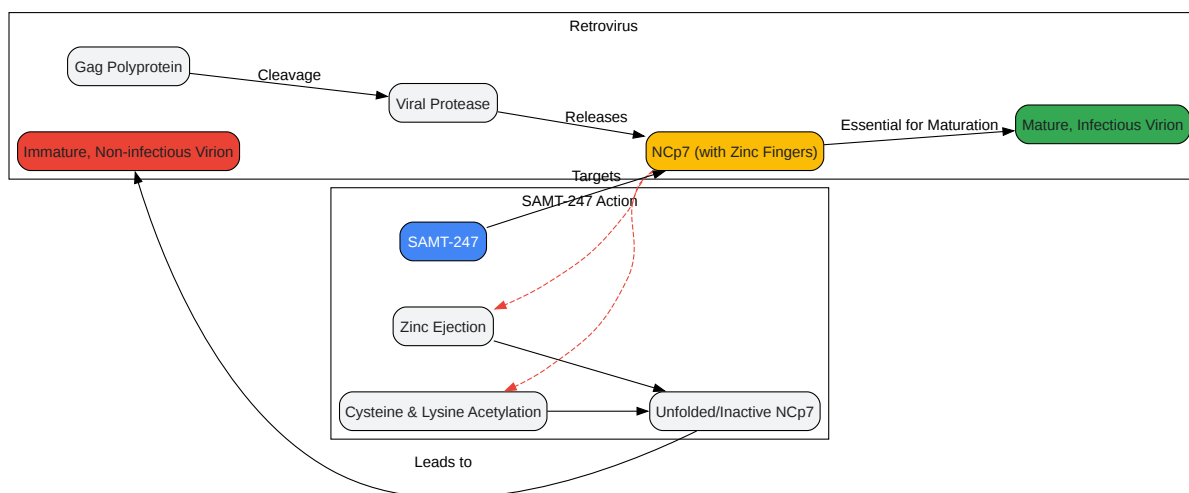 Retrovirus
Gag Polyprotein
Cleavage
Viral Protease
Releases
Immature, Non-infectious Virion
NCp7 (with Zinc Fingers)
Essential for Maturation
Mature, Infectious Virion
Targets
SAMT-247 Action
SAMT-247
Zinc Ejection
Cysteine & Lysine Acetylation
Unfolded/Inactive NCp7
Leads to